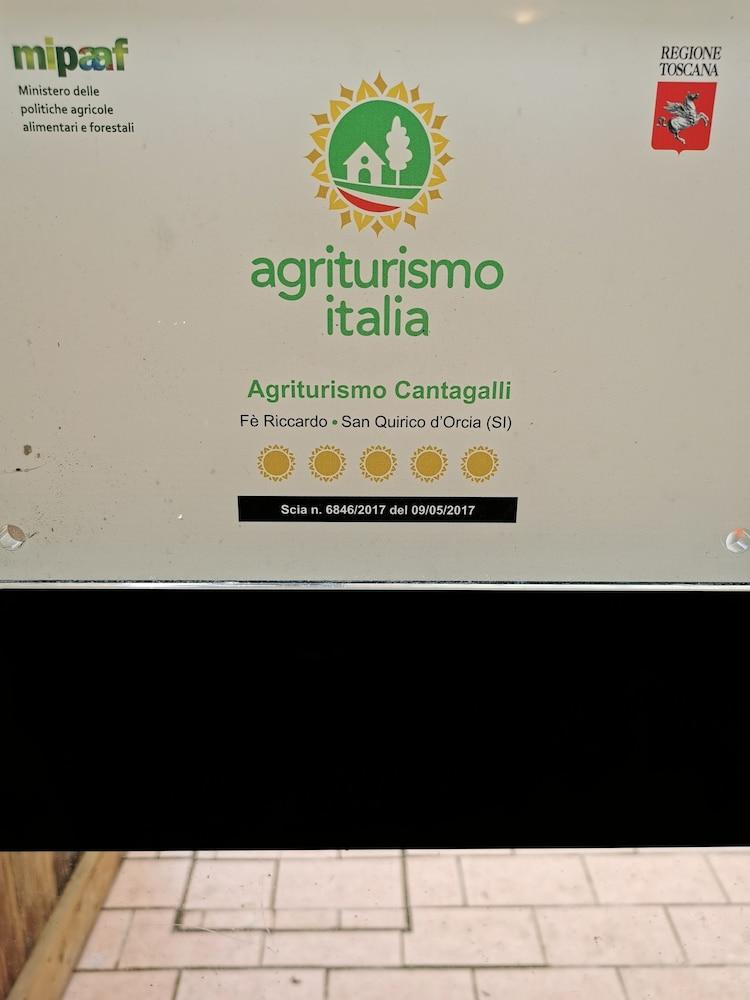 mipaaf
Ministero delle
politiche agricole
alimentari e forestali
REGIONE
TOSCANA
agriturismo
italia
Agriturismo Cantagalli
Fè Riccardo • San Quirico d'Orcia (SI)
Scia n. 6846/2017 del 09/05/2017